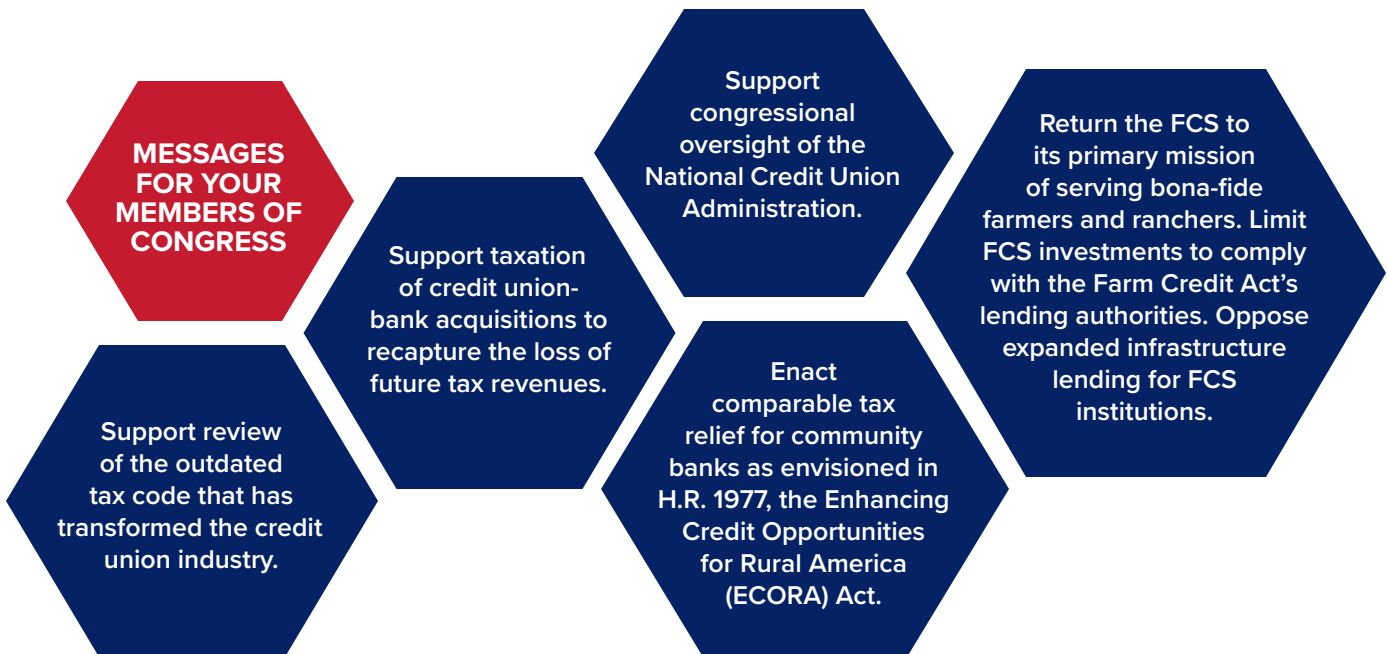 MESSAGES
FOR YOUR
MEMBERS OF
CONGRESS
Support review
of the outdated
tax code that has
transformed the credit
union industry.
Support taxation
of credit union-
bank acquisitions to
recapture the loss of
future tax revenues.
Support
congressional
oversight of the
National Credit Union
Administration.
Enact
comparable tax
relief for community
banks as envisioned in
H.R. 1977, the Enhancing
Credit Opportunities
for Rural America
(ECORA) Act.
Return the FCS to
its primary mission
of serving bona-fide
farmers and ranchers. Limit
FCS investments to comply
with the Farm Credit Act’s
lending authorities. Oppose
expanded infrastructure
lending for FCS
institutions.